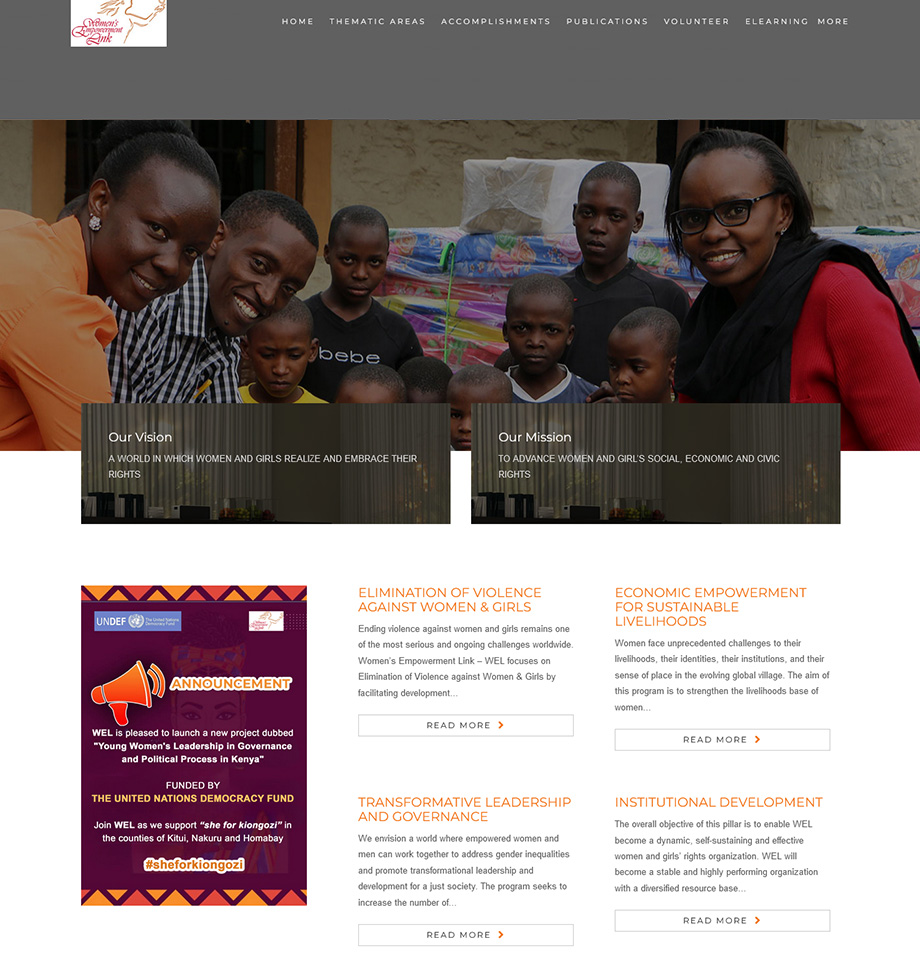 Women's
Empowerment
Link
HOME THEMATIC AREAS ACCOMPLISHMENTS PUBLICATIONS VOLUNTEER ELEARNING MORE
bebe
Our Vision
A WORLD IN WHICH WOMEN AND GIRLS REALIZE AND EMBRACE THEIR
RIGHTS
Our Mission
TO ADVANCE WOMEN AND GIRL'S SOCIAL, ECONOMIC AND CIVIC
RIGHTS
UNDEF The United Nations
Democracy Fund
ANNOUNCEMENT
WEL is pleased to launch a new project dubbed
"Young Women's Leadership in Governance
and Political Process in Kenya"
FUNDED BY
THE UNITED NATIONS DEMOCRACY FUND
Join WEL as we support "she for kiongozi" in
the counties of Kitui, Nakuru and Homabay
#sheforkiongozi
ELIMINATION OF VIOLENCE
AGAINST WOMEN & GIRLS
Ending violence against women and girls remains one
of the most serious and ongoing challenges worldwide.
Women's Empowerment Link – WEL focuses on
Elimination of Violence against Women & Girls by
facilitating development...
READ MORE
ECONOMIC EMPOWERMENT
FOR SUSTAINABLE
LIVELIHOODS
Women face unprecedented challenges to their
livelihoods, their identities, their institutions, and their
sense of place in the evolving global village. The aim of
this program is to strengthen the livelihoods base of
women...
READ MORE
TRANSFORMATIVE LEADERSHIP
AND GOVERNANCE
We envision a world where empowered women and
men can work together to address gender inequalities
and promote transformational leadership and
development for a just society. The program seeks to
increase the number of...
READ MORE
INSTITUTIONAL DEVELOPMENT
The overall objective of this pillar is to enable WEL
become a dynamic, self-sustaining and effective
women and girls' rights organization. WEL will
become a stable and highly performing organization
with a diversified resource base...
READ MORE